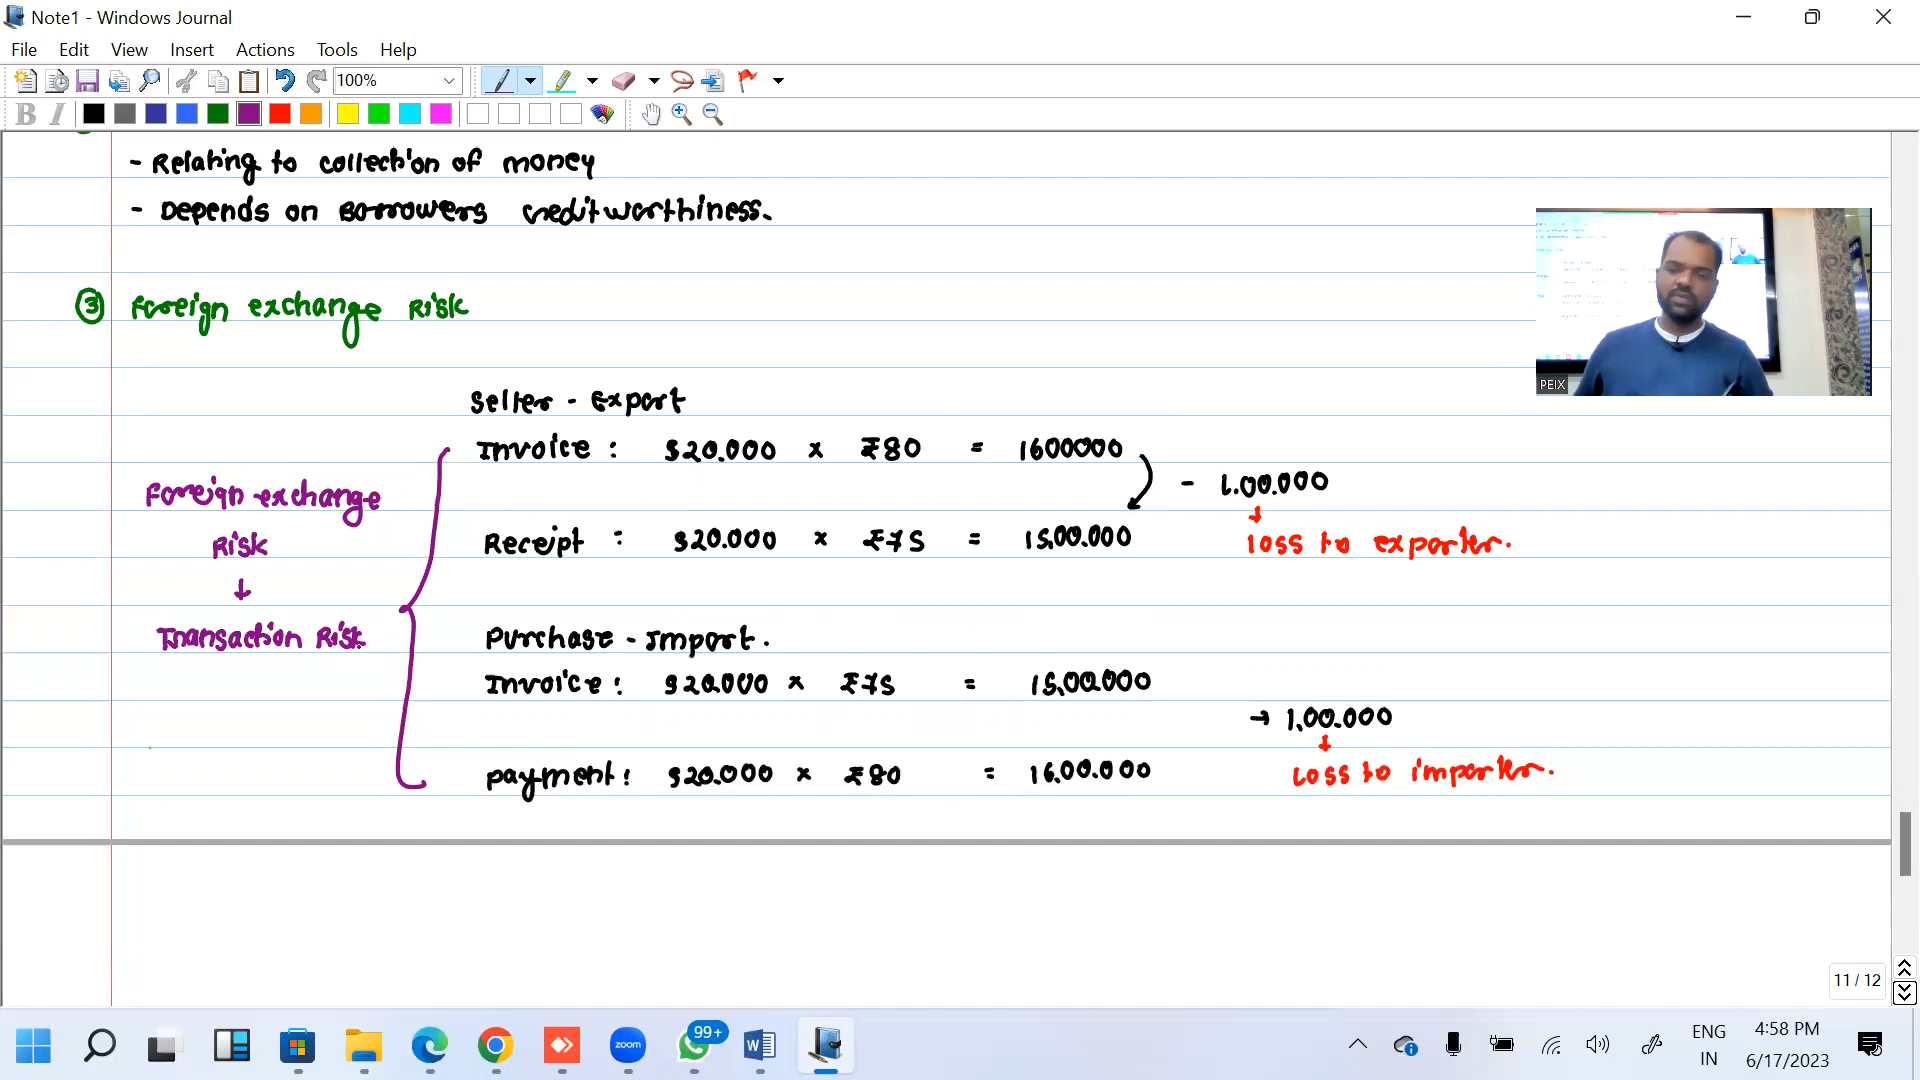 Note1 - Windows Journal
File Edit View Insert Actions Tools Help
100%
B I
- Relating to collection of money
- Depends on Borrowers creditworthiness.
③ Foreign exchange Risk
PEIX
Seller - Export
Invoice : $20.000 x ₹80 = 1600000
- 1.00.000
Foreign exchange
Risk
Receipt : $20.000 x ₹75 = 15,00.000
loss to exporter.
Transaction Risk
Purchase - Import.
Invoice : $20.000 x ₹75 = 15,00.000
→ 1,00.000
payment : $20.000 x ₹80 = 16,00.000
Loss to importer.
11 / 12
99+
zoom
ENG
IN
4:58 PM
6/17/2023